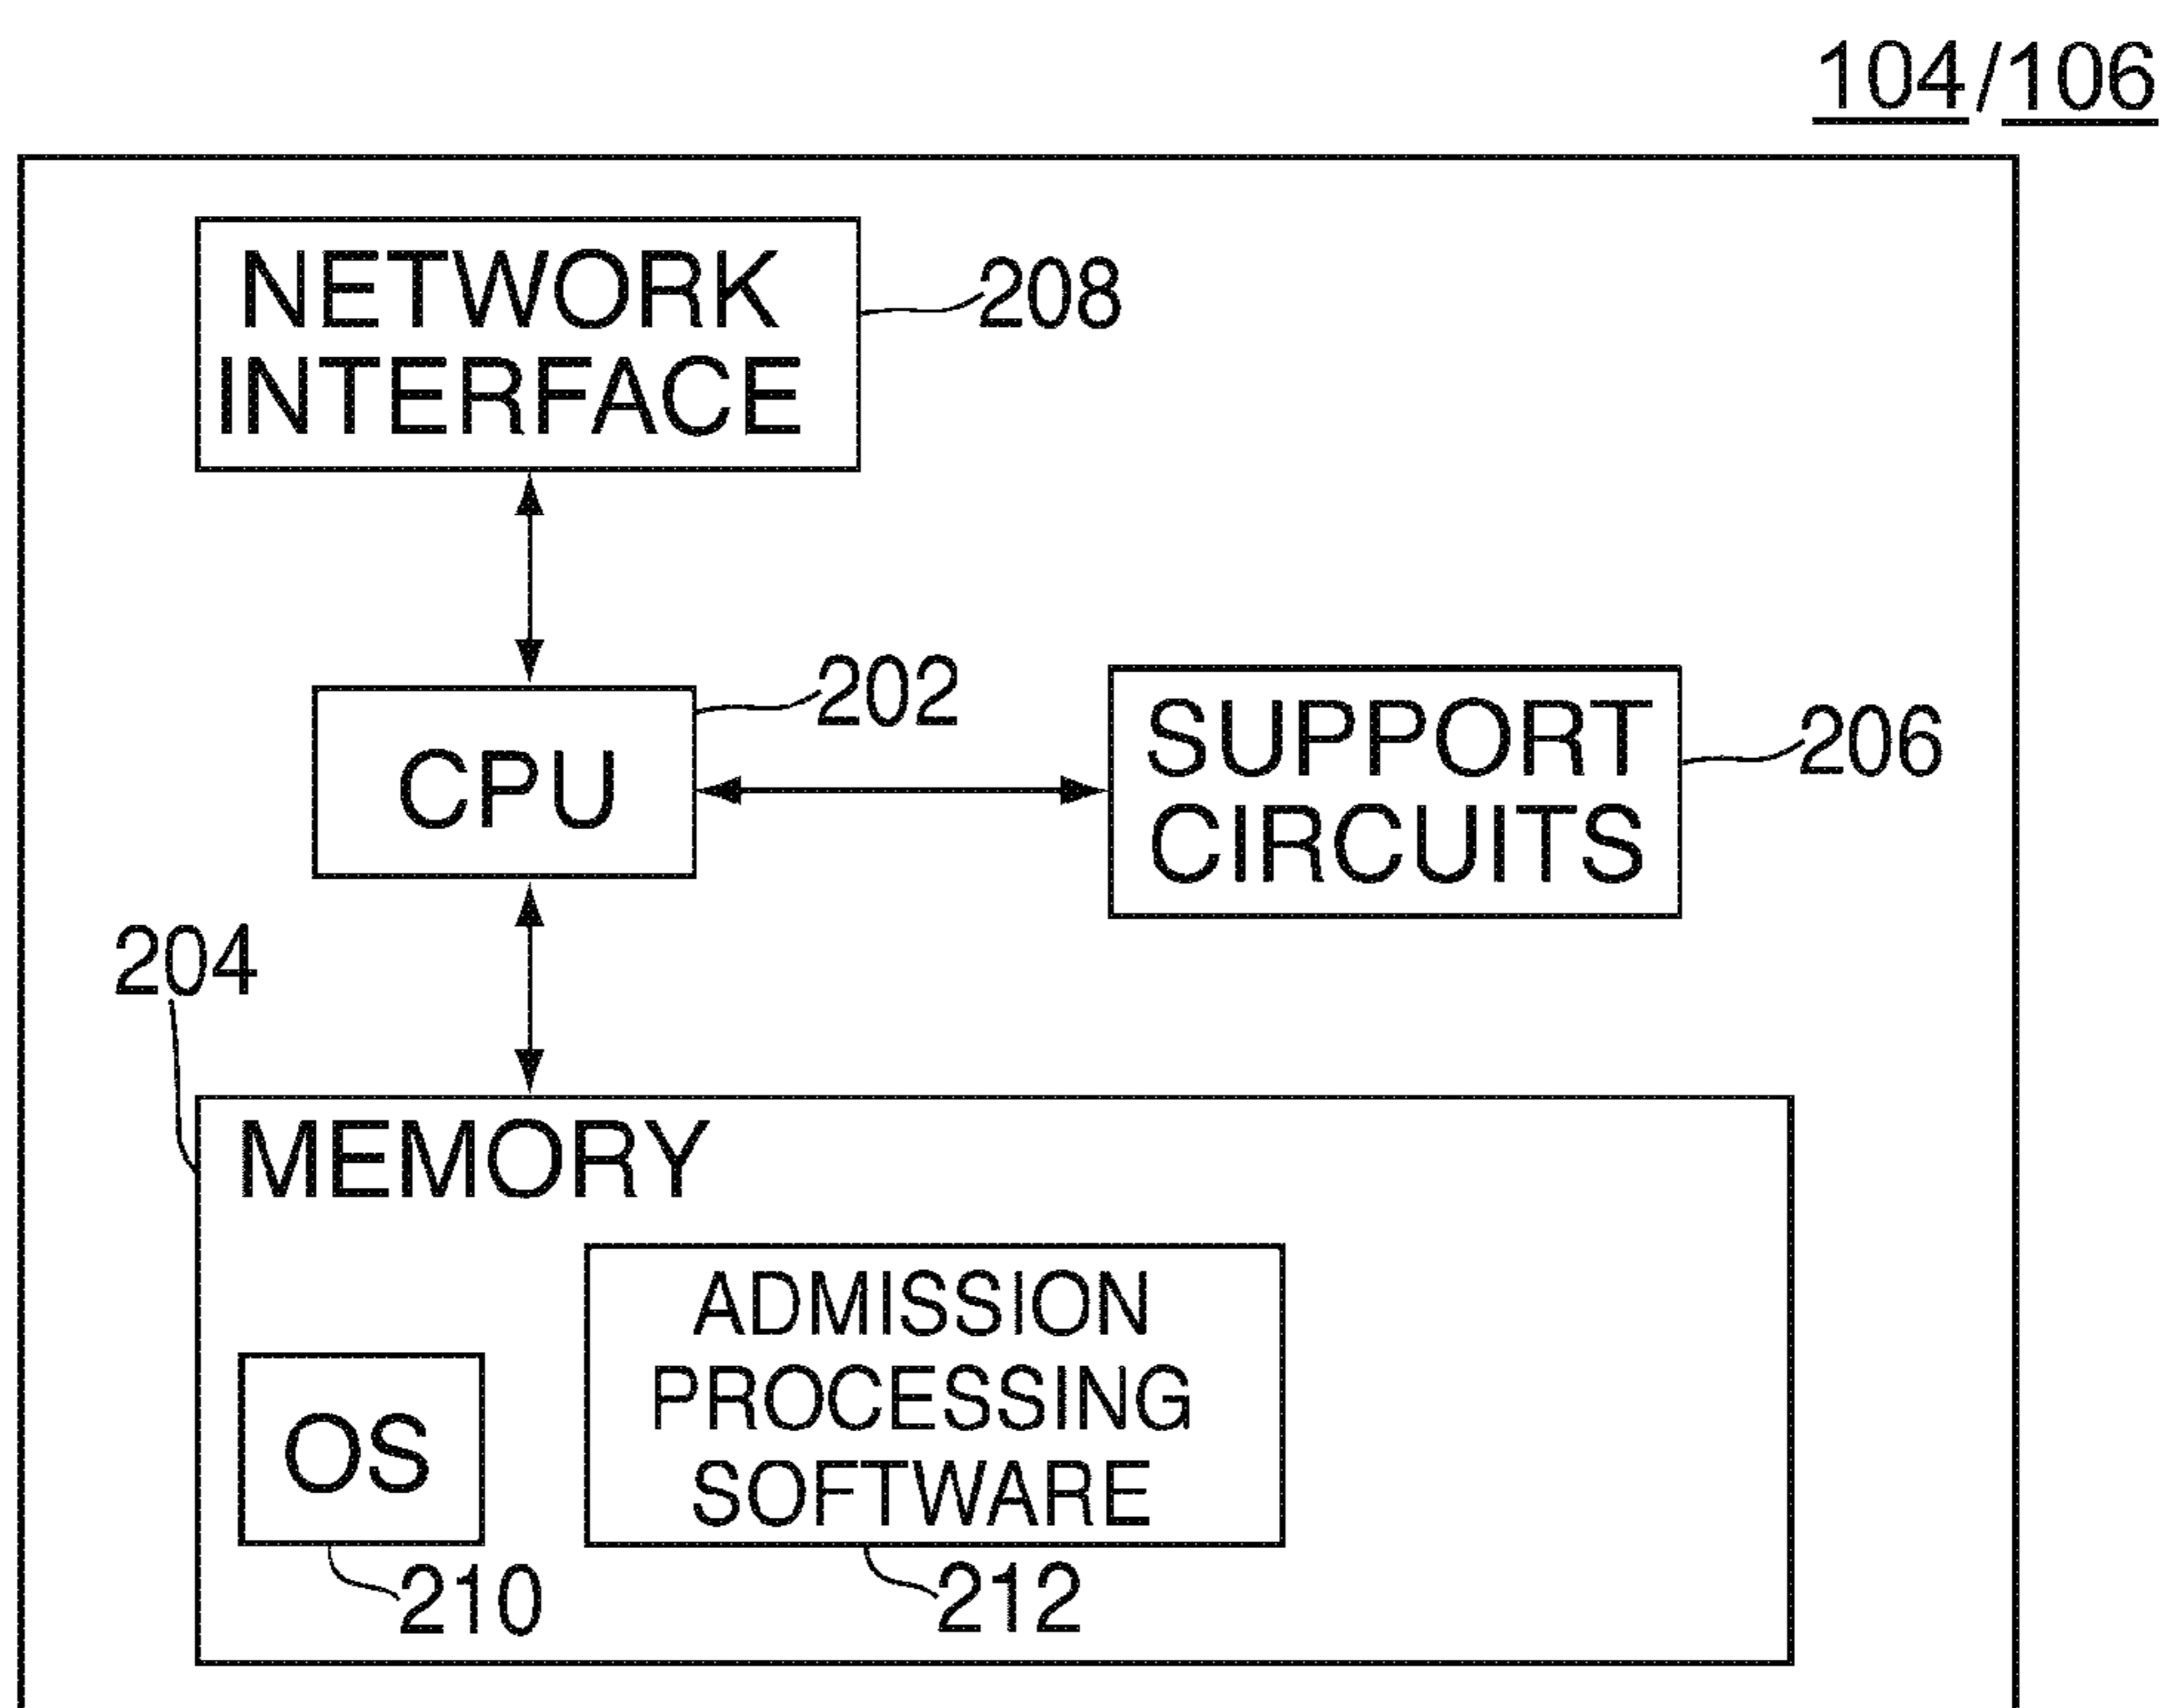 104/106
NETWORK
INTERFACE
208
202
CPU
SUPPORT
CIRCUITS
206
204
MEMORY
ADMISSION
PROCESSING
SOFTWARE
OS
210
212